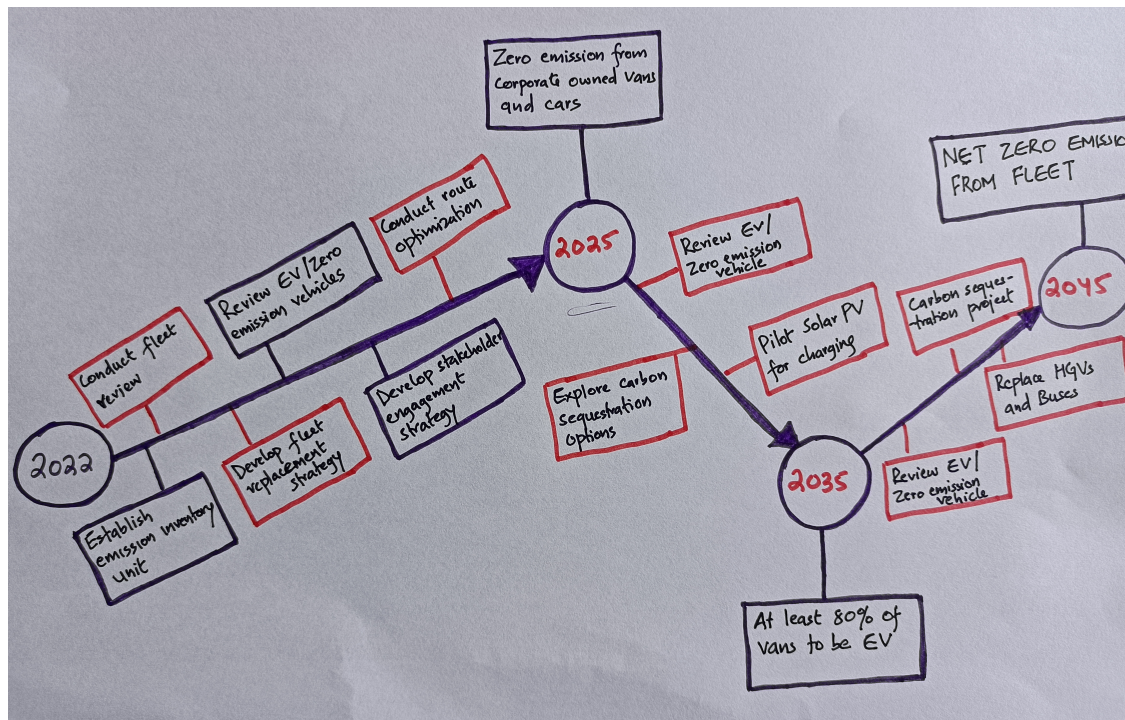 Zero emission from
corporate owned vans
and cars
NET ZERO EMISSIO
FROM FLEET
Conduct route
optimization
2025
Review EV/
Zero emission
vehicle
Review EV/Zero
emission vehicles
Carbon seques-
tration project
2045
Conduct fleet
review
Pilot Solar PV
for charging
Develop stakeholder
engagement
strategy
Explore carbon
sequestration
options
Replace HGVs
and Buses
2022
Develop fleet
replacement
strategy
2035
Review EV/
Zero emission
vehicle
Establish
emission inventory
unit
At least 80% of
vans to be EV